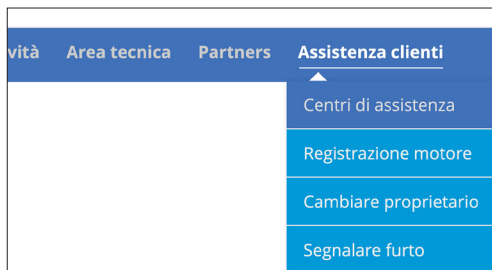 vità Area tecnica Partners Assistenza clienti
Centri di assistenza
Registrazione motore
Cambiare proprietario
Segnalare furto